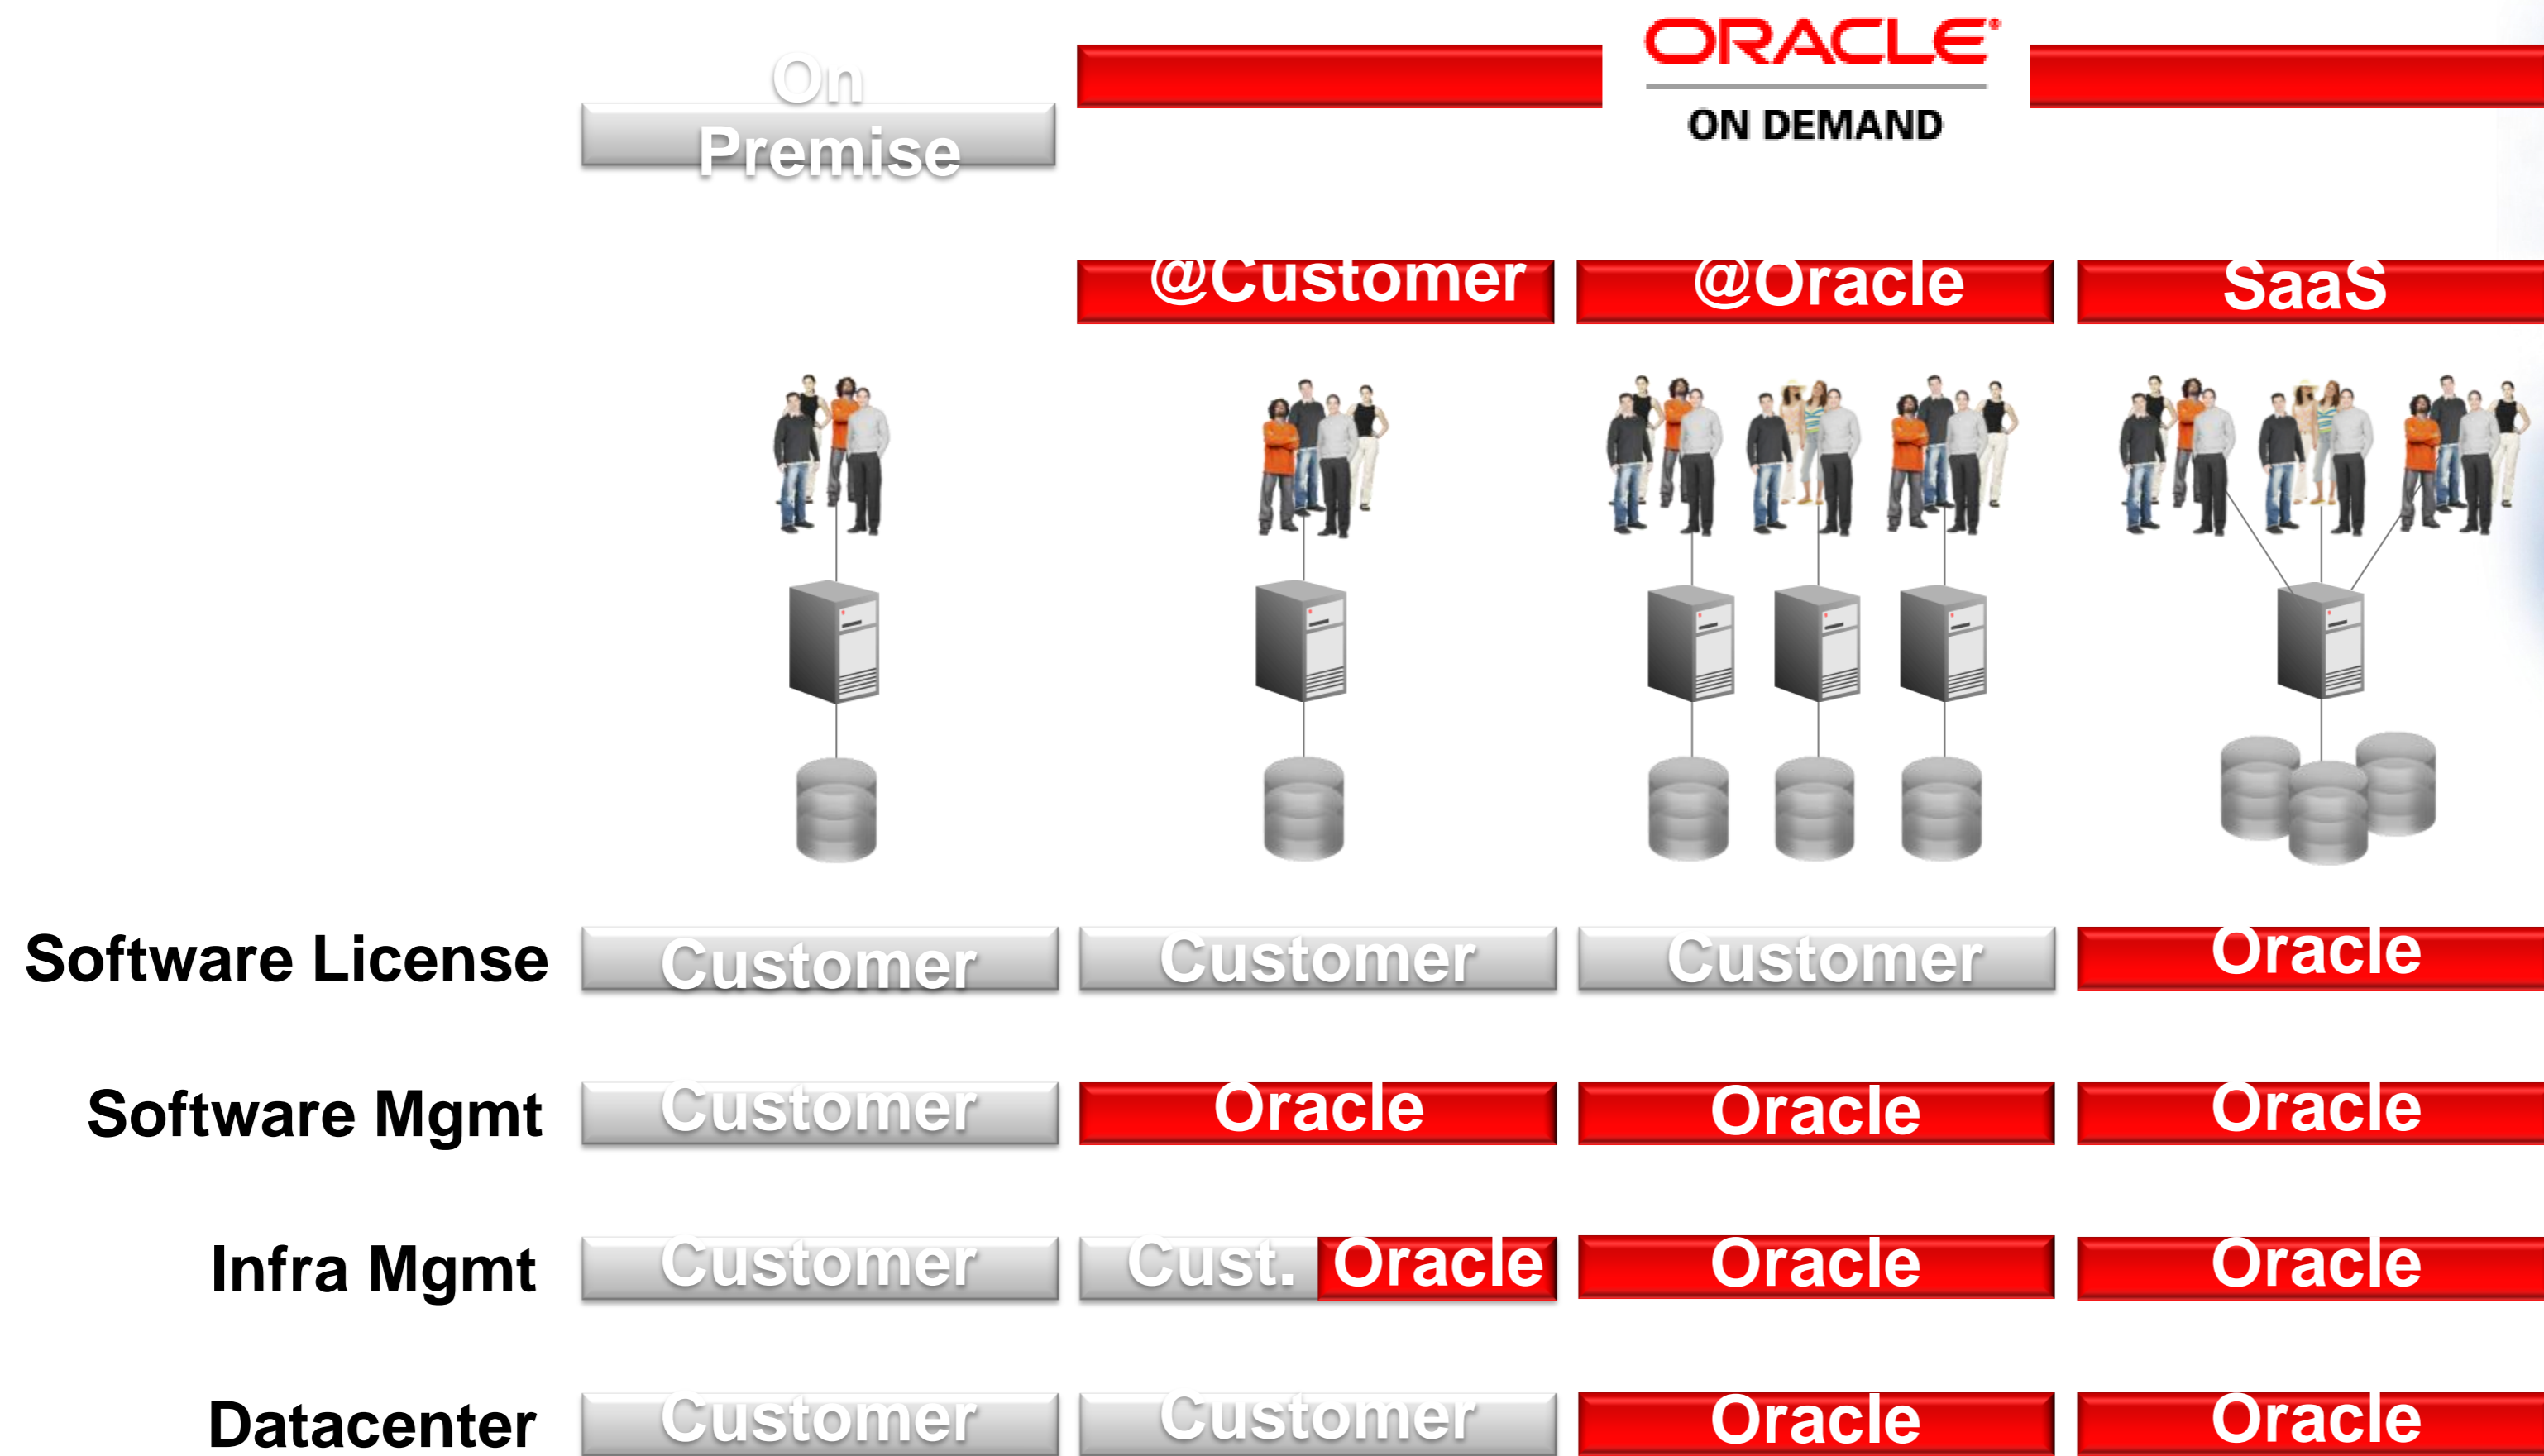 On
Premise
ORACLE®
ON DEMAND
@Customer @Oracle SaaS
Software License Customer Customer Customer Oracle
Software Mgmt Customer Oracle Oracle Oracle
Infra Mgmt Customer Cust. Oracle Oracle Oracle
Datacenter Customer Customer Oracle Oracle